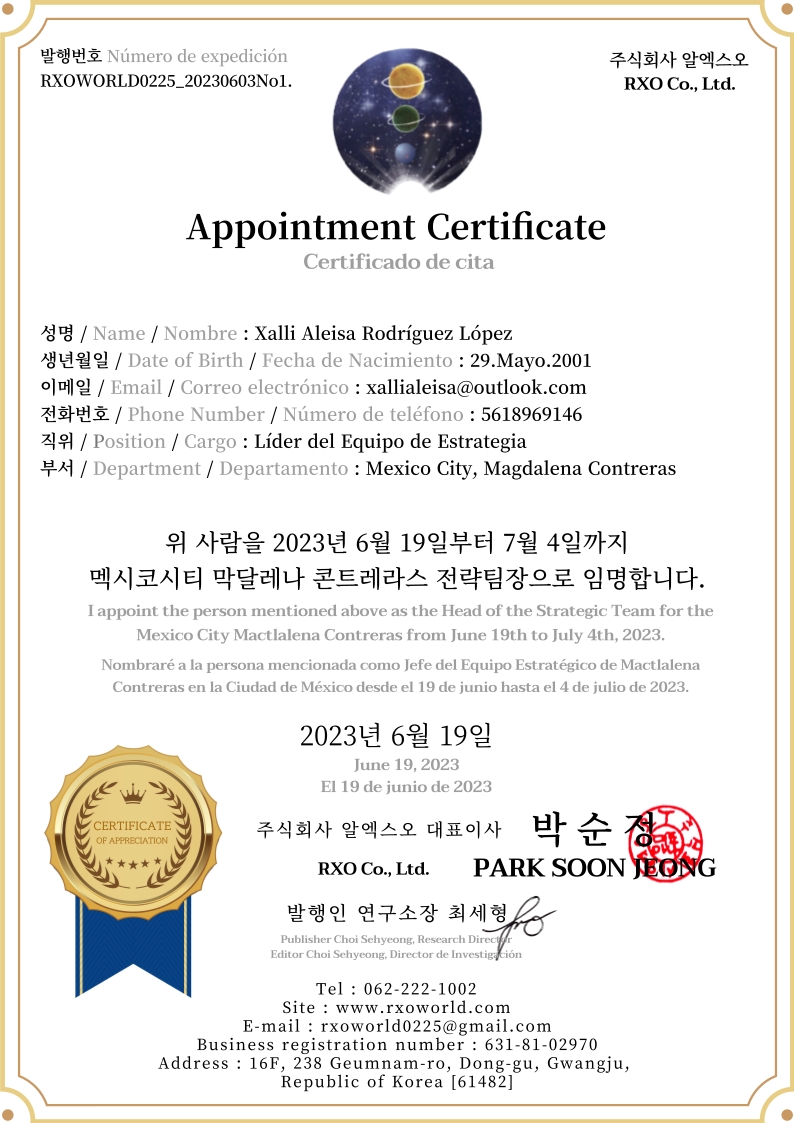 발행번호 Número de expedición
RXOWORLD0225_20230603No1.
주식회사 알엑스오
RXO Co., Ltd.
Appointment Certificate
Certificado de cita
성명 / Name / Nombre : Xalli Aleisa Rodríguez López
생년월일 / Date of Birth / Fecha de Nacimiento : 29.Mayo.2001
이메일 / Email / Correo electrónico : xallialeisa@outlook.com
전화번호 / Phone Number / Número de teléfono : 5618969146
직위 / Position / Cargo : Líder del Equipo de Estrategia
부서 / Department / Departamento : Mexico City, Magdalena Contreras
위 사람을 2023년 6월 19일부터 7월 4일까지
멕시코시티 막달레나 콘트레라스 전략팀장으로 임명합니다.
I appoint the person mentioned above as the Head of the Strategic Team for the
Mexico City Mactlalena Contreras from June 19th to July 4th, 2023.
Nombraré a la persona mencionada como Jefe del Equipo Estratégico de Mactlalena
Contreras en la Ciudad de México desde el 19 de junio hasta el 4 de julio de 2023.
2023년 6월 19일
June 19, 2023
El 19 de junio de 2023
CERTIFICATE
OF APPRECIATION
주식회사 알엑스오 대표이사 박 순 정
RXO Co., Ltd. PARK SOON JEONG
발행인 연구소장 최세형
Publisher Choi Sehyeong, Research Director
Editor Choi Sehyeong, Director de Investigación
Tel : 062-222-1002
Site : www.rxoworld.com
E-mail : rxoworld0225@gmail.com
Business registration number : 631-81-02970
Address : 16F, 238 Geumnam-ro, Dong-gu, Gwangju,
Republic of Korea [61482]